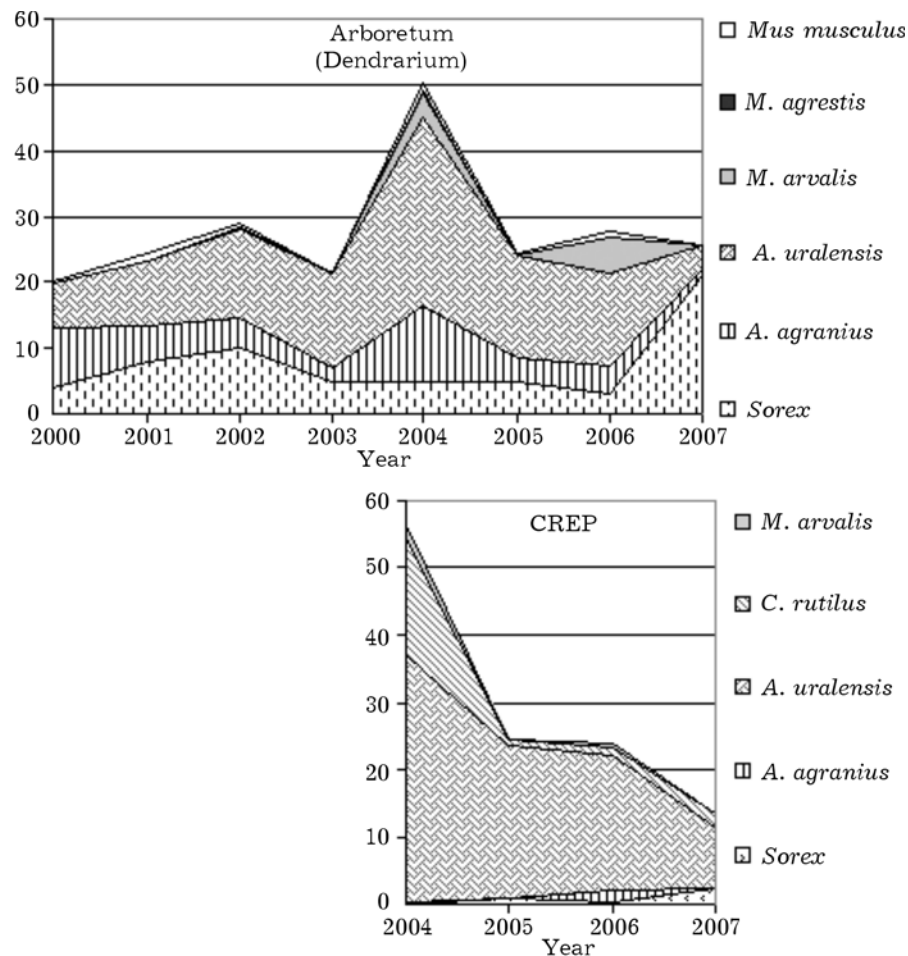 Arboretum
(Dendrarium)
60
50
40
30
20
10
0
2000 2001 2002 2003 2004 2005 2006 2007
Year
Mus musculus
M. agrestis
M. arvalis
A. uralensis
A. agranius
Sorex
CREP
60
50
40
30
20
10
0
2004 2005 2006 2007
Year
M. arvalis
C. rutilus
A. uralensis
A. agranius
Sorex